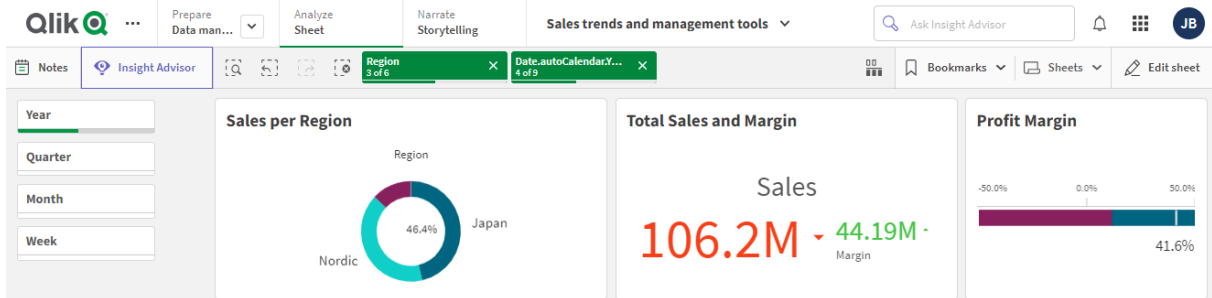 Qlik Q ... Prepare Analyze Narrate
Data man... Sheet Storytelling Sales trends and management tools Ask Insight Advisor JB
Notes Insight Advisor Region Date.autoCalendar.Y... Bookmarks Sheets Edit sheet
3 of 6 4 of 9
Year
Quarter
Month
Week
Sales per Region
Region
46.4%
Japan
Nordic
Total Sales and Margin
Sales
106.2M 44.19M
Margin
Profit Margin
-50.0% 0.0% 50.0%
41.6%